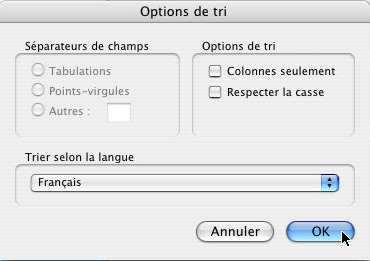 Options de tri
Séparateurs de champs
Tabulations
Points-virgules
Autres :
Options de tri
Colonnes seulement
Respecter la casse
Trier selon la langue
Français
Annuler
OK